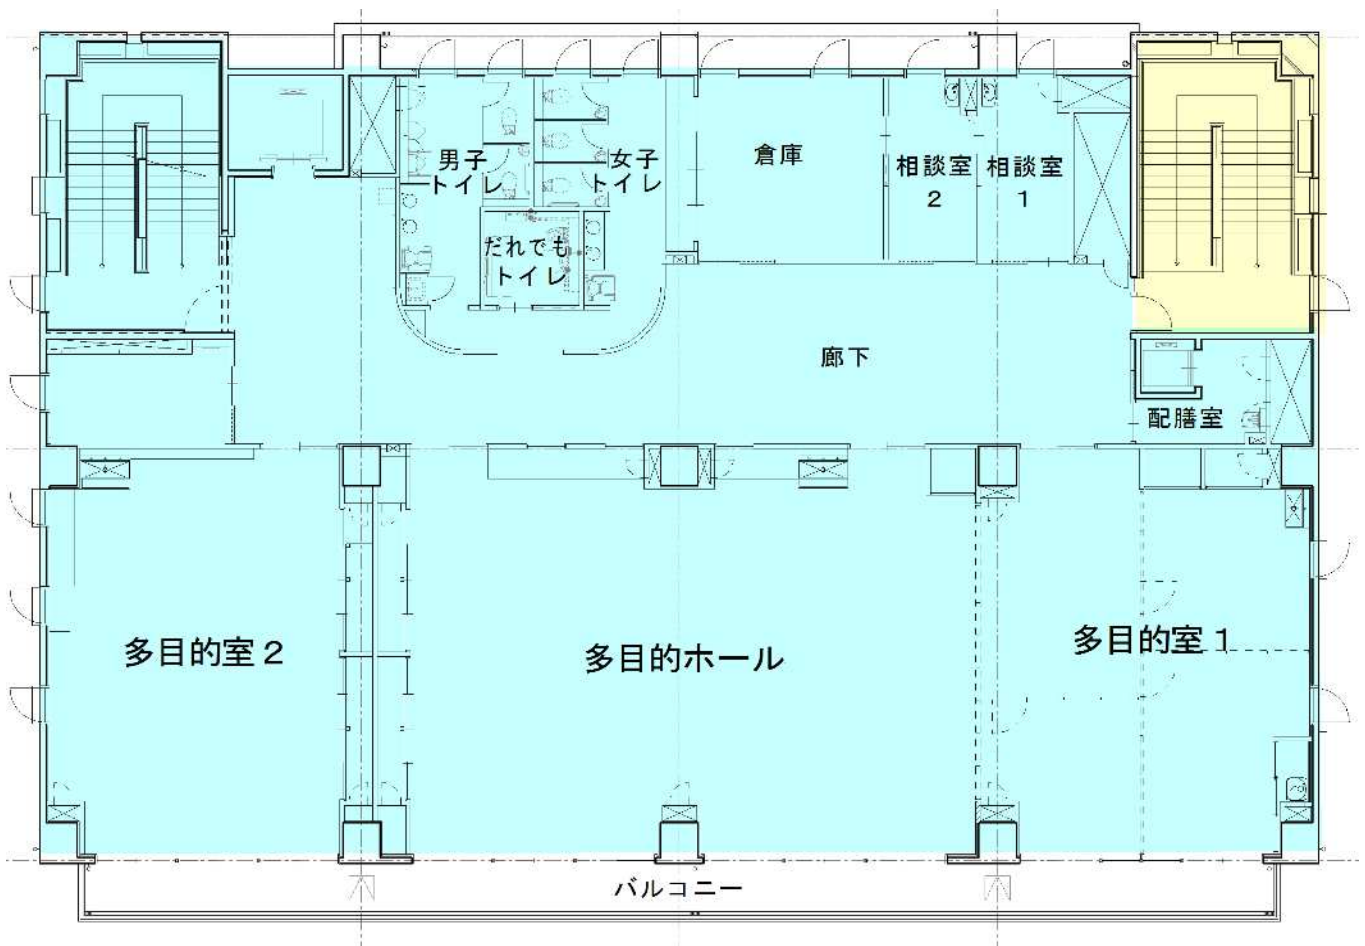 男子
トイレ
女子
トイレ
だれでも
トイレ
倉庫
相談室
2
相談室
1
廊下
配膳室
多目的室2
多目的ホール
多目的室1
バルコニー